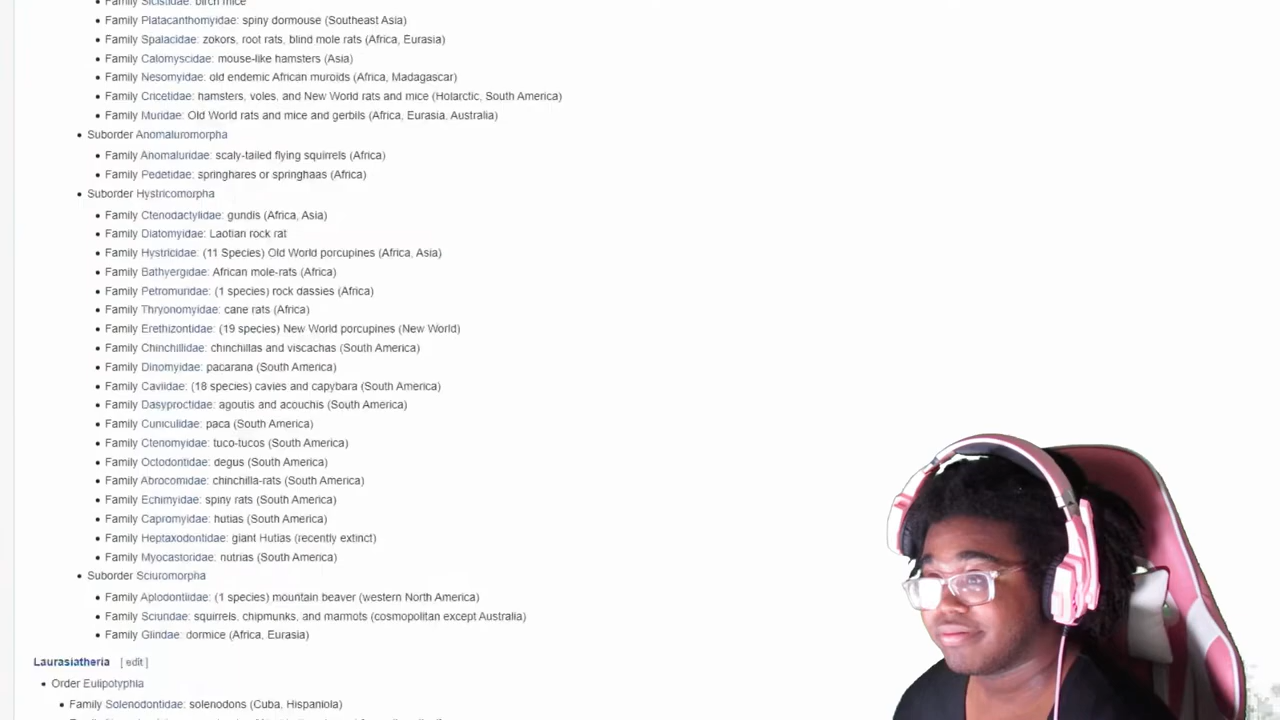 Family Sicistidae: birch mice
Family Platacanthomyidae: spiny dormouse (Southeast Asia)
Family Spalacidae: zokors, root rats, blind mole rats (Africa, Eurasia)
Family Calomyscidae: mouse-like hamsters (Asia)
Family Nesomyidae: old endemic African muroids (Africa, Madagascar)
Family Cricetidae: hamsters, voles, and New World rats and mice (Holarctic, South America)
Family Muridae: Old World rats and mice and gerbils (Africa, Eurasia, Australia)
Suborder Anomaluromorpha
Family Anomaluridae: scaly-tailed flying squirrels (Africa)
Family Pedetidae: springhares or springhaas (Africa)
Suborder Hystricomorpha
Family Ctenodactylidae: gundis (Africa, Asia)
Family Diatomyidae: Laotian rock rat
Family Hystricidae: (11 Species) Old World porcupines (Africa, Asia)
Family Bathyergidae: African mole-rats (Africa)
Family Petromuridae: (1 species) rock dassies (Africa)
Family Thryonomyidae: cane rats (Africa)
Family Erethizontidae: (19 species) New World porcupines (New World)
Family Chinchillidae: chinchillas and viscachas (South America)
Family Dinomyidae: pacarana (South America)
Family Caviidae: (18 species) cavies and capybara (South America)
Family Dasyproctidae: agoutis and acouchis (South America)
Family Cuniculidae: paca (South America)
Family Ctenomyidae: tuco-tucos (South America)
Family Octodontidae: degus (South America)
Family Abrocomidae: chinchilla-rats (South America)
Family Echimyidae: spiny rats (South America)
Family Capromyidae: hutias (South America)
Family Heptaxodontidae: giant Hutias (recently extinct)
Family Myocastoridae: nutrias (South America)
Suborder Sciuromorpha
Family Aplodontiidae: (1 species) mountain beaver (western North America)
Family Sciuridae: squirrels, chipmunks, and marmots (cosmopolitan except Australia)
Family Gliridae: dormice (Africa, Eurasia)
Laurasiatheria [ edit ]
Order Eulipotyphla
Family Solenodontidae: solenodons (Cuba, Hispaniola)